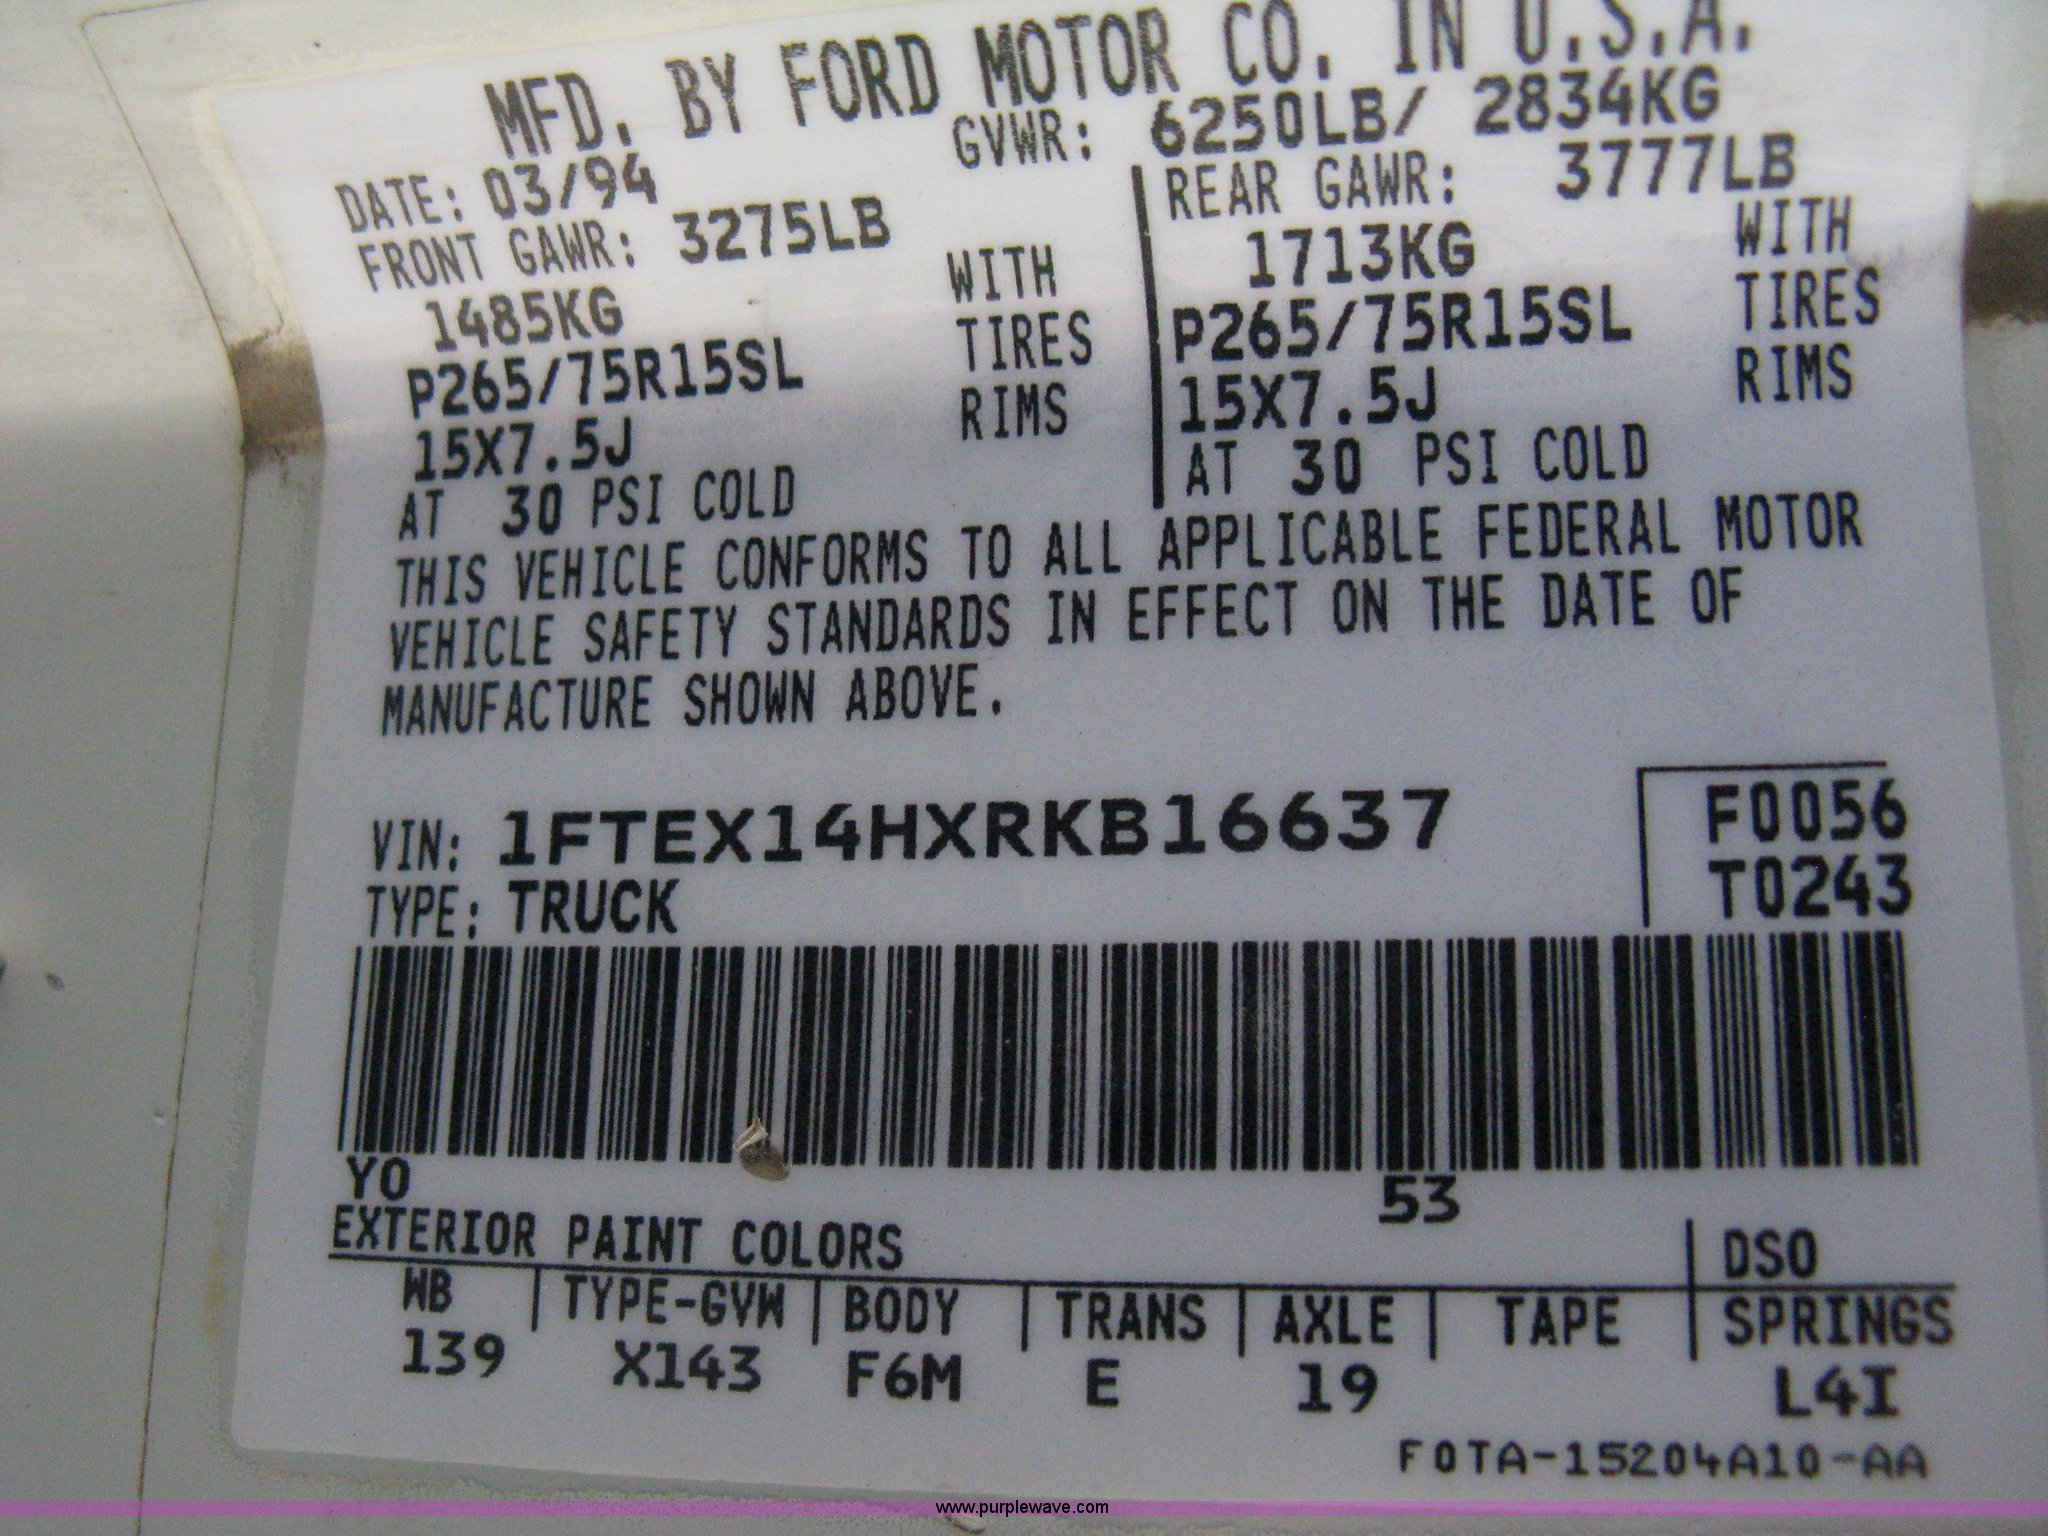 MFD. BY FORD MOTOR CO. IN U.S.A.
DATE: 03/94 GVWR: 6250LB/ 2834KG
FRONT GAWR: 3275LB
1485KG WITH
P265/75R15SL TIRES
15X7.5J RIMS
AT 30 PSI COLD
REAR GAWR: 3777LB
1713KG WITH
P265/75R15SL TIRES
15X7.5J RIMS
AT 30 PSI COLD
THIS VEHICLE CONFORMS TO ALL APPLICABLE FEDERAL MOTOR
VEHICLE SAFETY STANDARDS IN EFFECT ON THE DATE OF
MANUFACTURE SHOWN ABOVE.
VIN: 1FTEX14HXRKB16637
TYPE: TRUCK
F0056
T0243
YO 53
EXTERIOR PAINT COLORS DSO
WB TYPE-GVW BODY TRANS AXLE TAPE SPRINGS
139 X143 F6M E 19 L4I
F0TA-15204A10-AA
www.purplewave.com